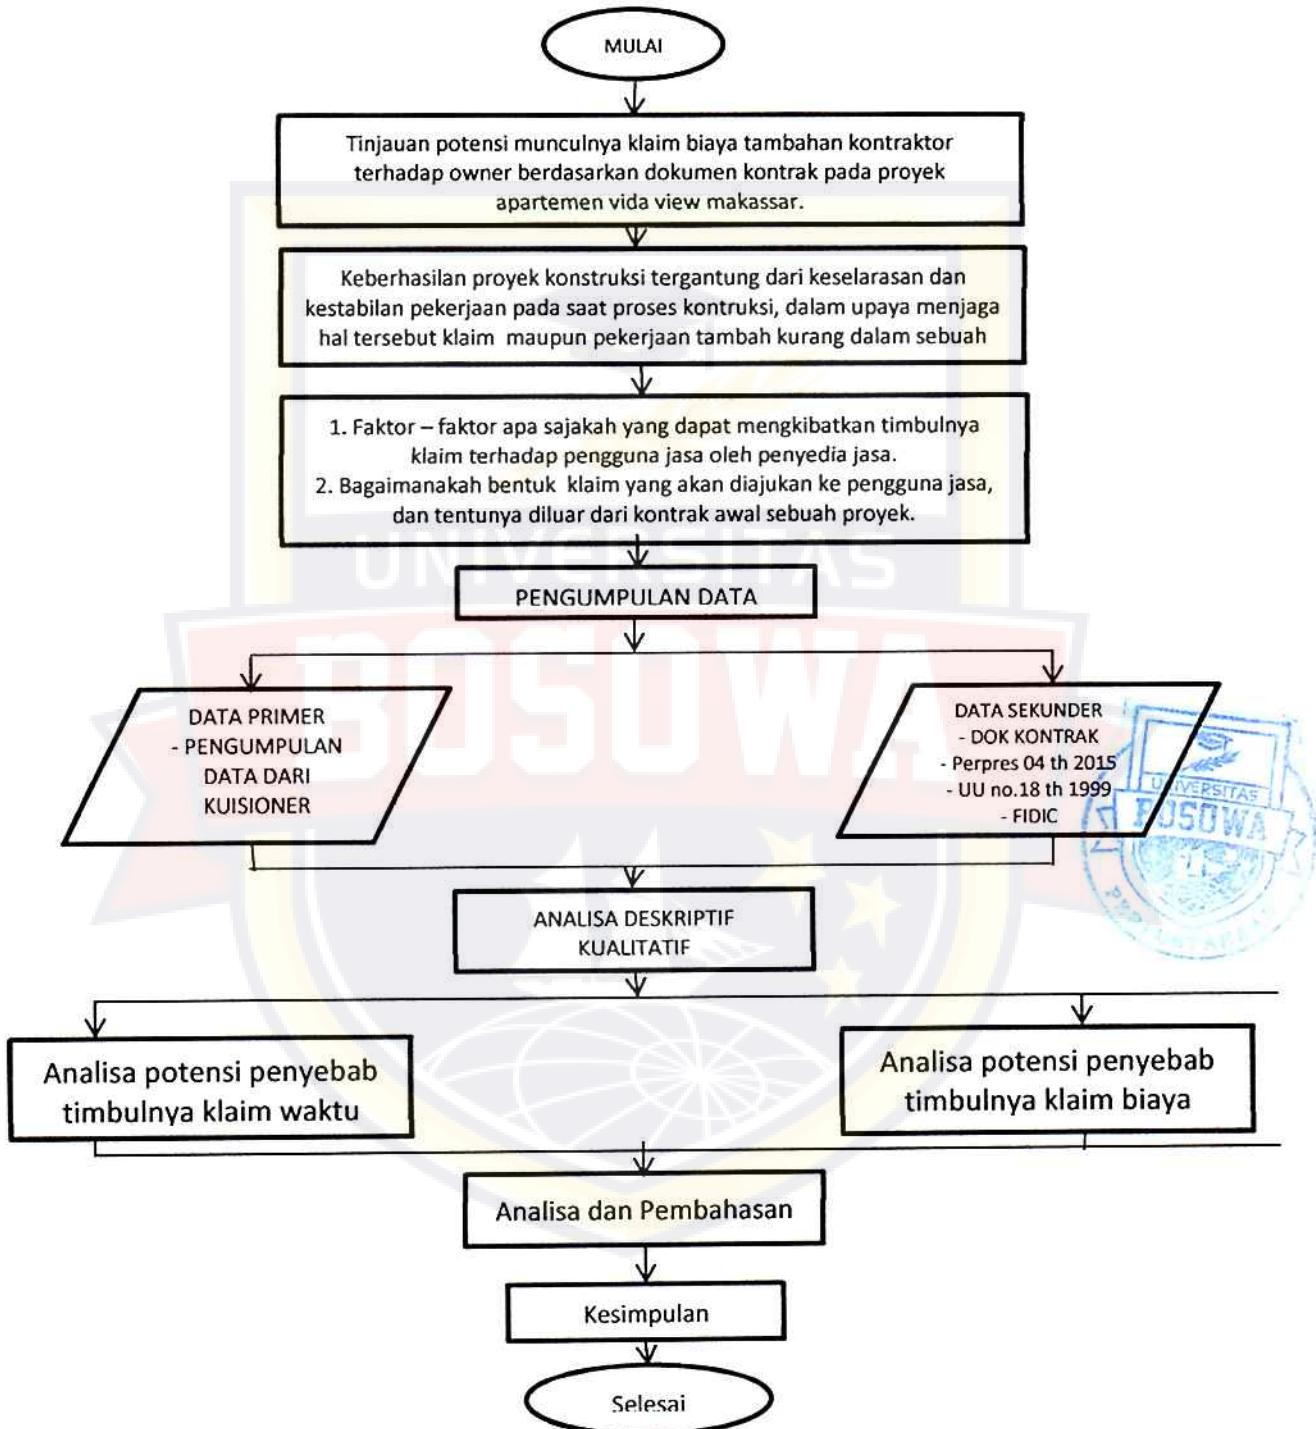 MULAI
Tinjauan potensi munculnya klaim biaya tambahan kontraktor
terhadap owner berdasarkan dokumen kontrak pada proyek
apartemen vida view makassar.
Keberhasilan proyek konstruksi tergantung dari keselarasan dan
kestabilan pekerjaan pada saat proses kontruksi, dalam upaya menjaga
hal tersebut klaim maupun pekerjaan tambah kurang dalam sebuah
1. Faktor – faktor apa sajakah yang dapat mengkibatkan timbulnya
klaim terhadap pengguna jasa oleh penyedia jasa.
2. Bagaimanakah bentuk klaim yang akan diajukan ke pengguna jasa,
dan tentunya diluar dari kontrak awal sebuah proyek.
UNIVERSITAS
PENGUMPULAN DATA
BOSOWA
DATA PRIMER
- PENGUMPULAN
DATA DARI
KUISIONER
DATA SEKUNDER
- DOK KONTRAK
- Perpres 04 th 2015
- UU no.18 th 1999
- FIDIC
UNIVERSITAS
BOSOWA
ANALISA DESKRIPTIF
KUALITATIF
Analisa potensi penyebab
timbulnya klaim waktu
Analisa potensi penyebab
timbulnya klaim biaya
Analisa dan Pembahasan
Kesimpulan
Selesai